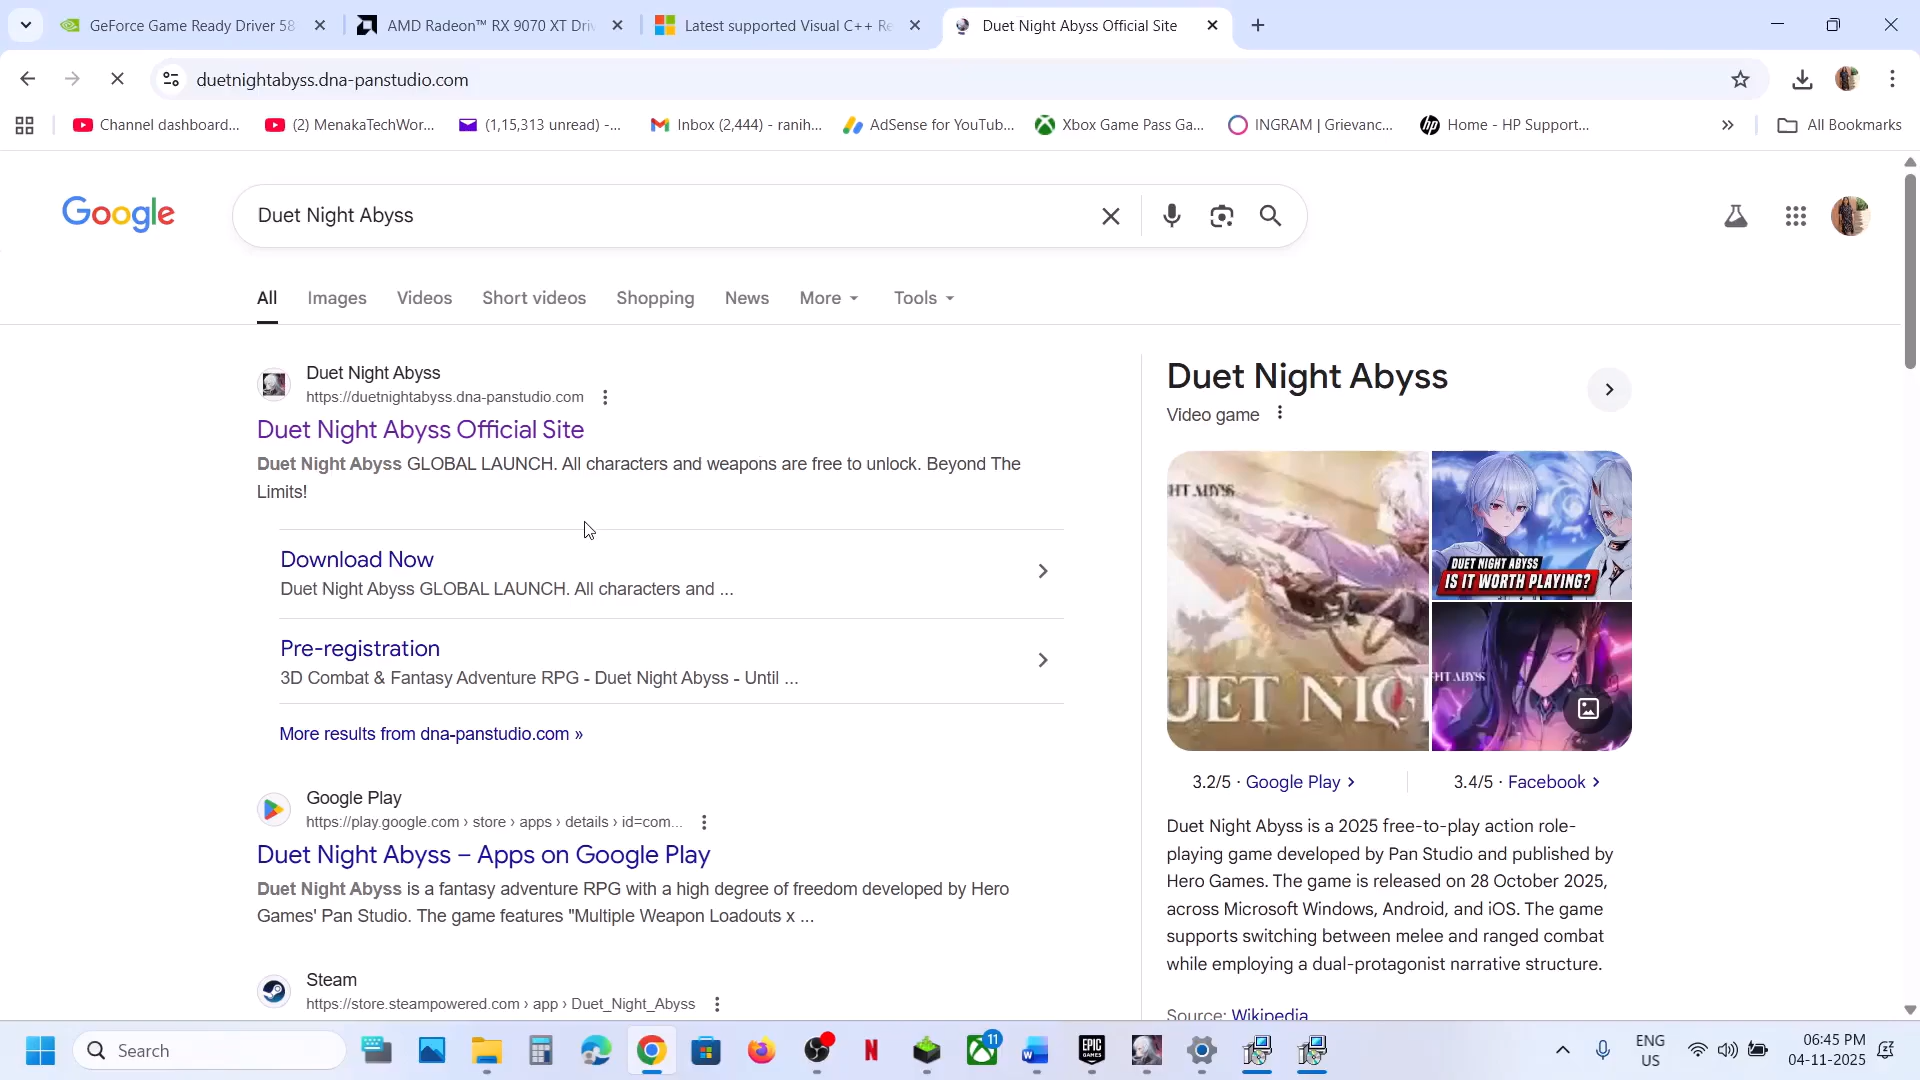 GeForce Game Ready Driver 58
AMD Radeon™ RX 9070 XT Driv
Latest supported Visual C++ Re
Duet Night Abyss Official Site
duetnightabyss.dna-panstudio.com
Channel dashboard...
(2) MenakaTechWor...
(1,15,313 unread) -...
Inbox (2,444) - ranih...
AdSense for YouTub...
Xbox Game Pass Ga...
INGRAM | Grievanc...
Home - HP Support...
All Bookmarks
Google
Duet Night Abyss
All
Images
Videos
Short videos
Shopping
News
More
Tools
Duet Night Abyss
https://duetnightabyss.dna-panstudio.com
Duet Night Abyss Official Site
Duet Night Abyss GLOBAL LAUNCH. All characters and weapons are free to unlock. Beyond The
Limits!
Download Now
Duet Night Abyss GLOBAL LAUNCH. All characters and ...
Pre-registration
3D Combat & Fantasy Adventure RPG - Duet Night Abyss - Until ...
More results from dna-panstudio.com »
Google Play
https://play.google.com › store › apps › details › id=com...
Duet Night Abyss – Apps on Google Play
Duet Night Abyss is a fantasy adventure RPG with a high degree of freedom developed by Hero
Games' Pan Studio. The game features "Multiple Weapon Loadouts x ...
Steam
https://store.steampowered.com › app › Duet_Night_Abyss
Duet Night Abyss
Video game
HT ABYSS
UET NIG
DUET NIGHT ABYSS
IS IT WORTH PLAYING?
HT ABYSS
3.2/5 · Google Play
3.4/5 · Facebook
Duet Night Abyss is a 2025 free-to-play action role-
playing game developed by Pan Studio and published by
Hero Games. The game is released on 28 October 2025,
across Microsoft Windows, Android, and iOS. The game
supports switching between melee and ranged combat
while employing a dual-protagonist narrative structure.
Source: Wikipedia
Search
11
EPIC
GAMES
ENG
US
06:45 PM
04-11-2025